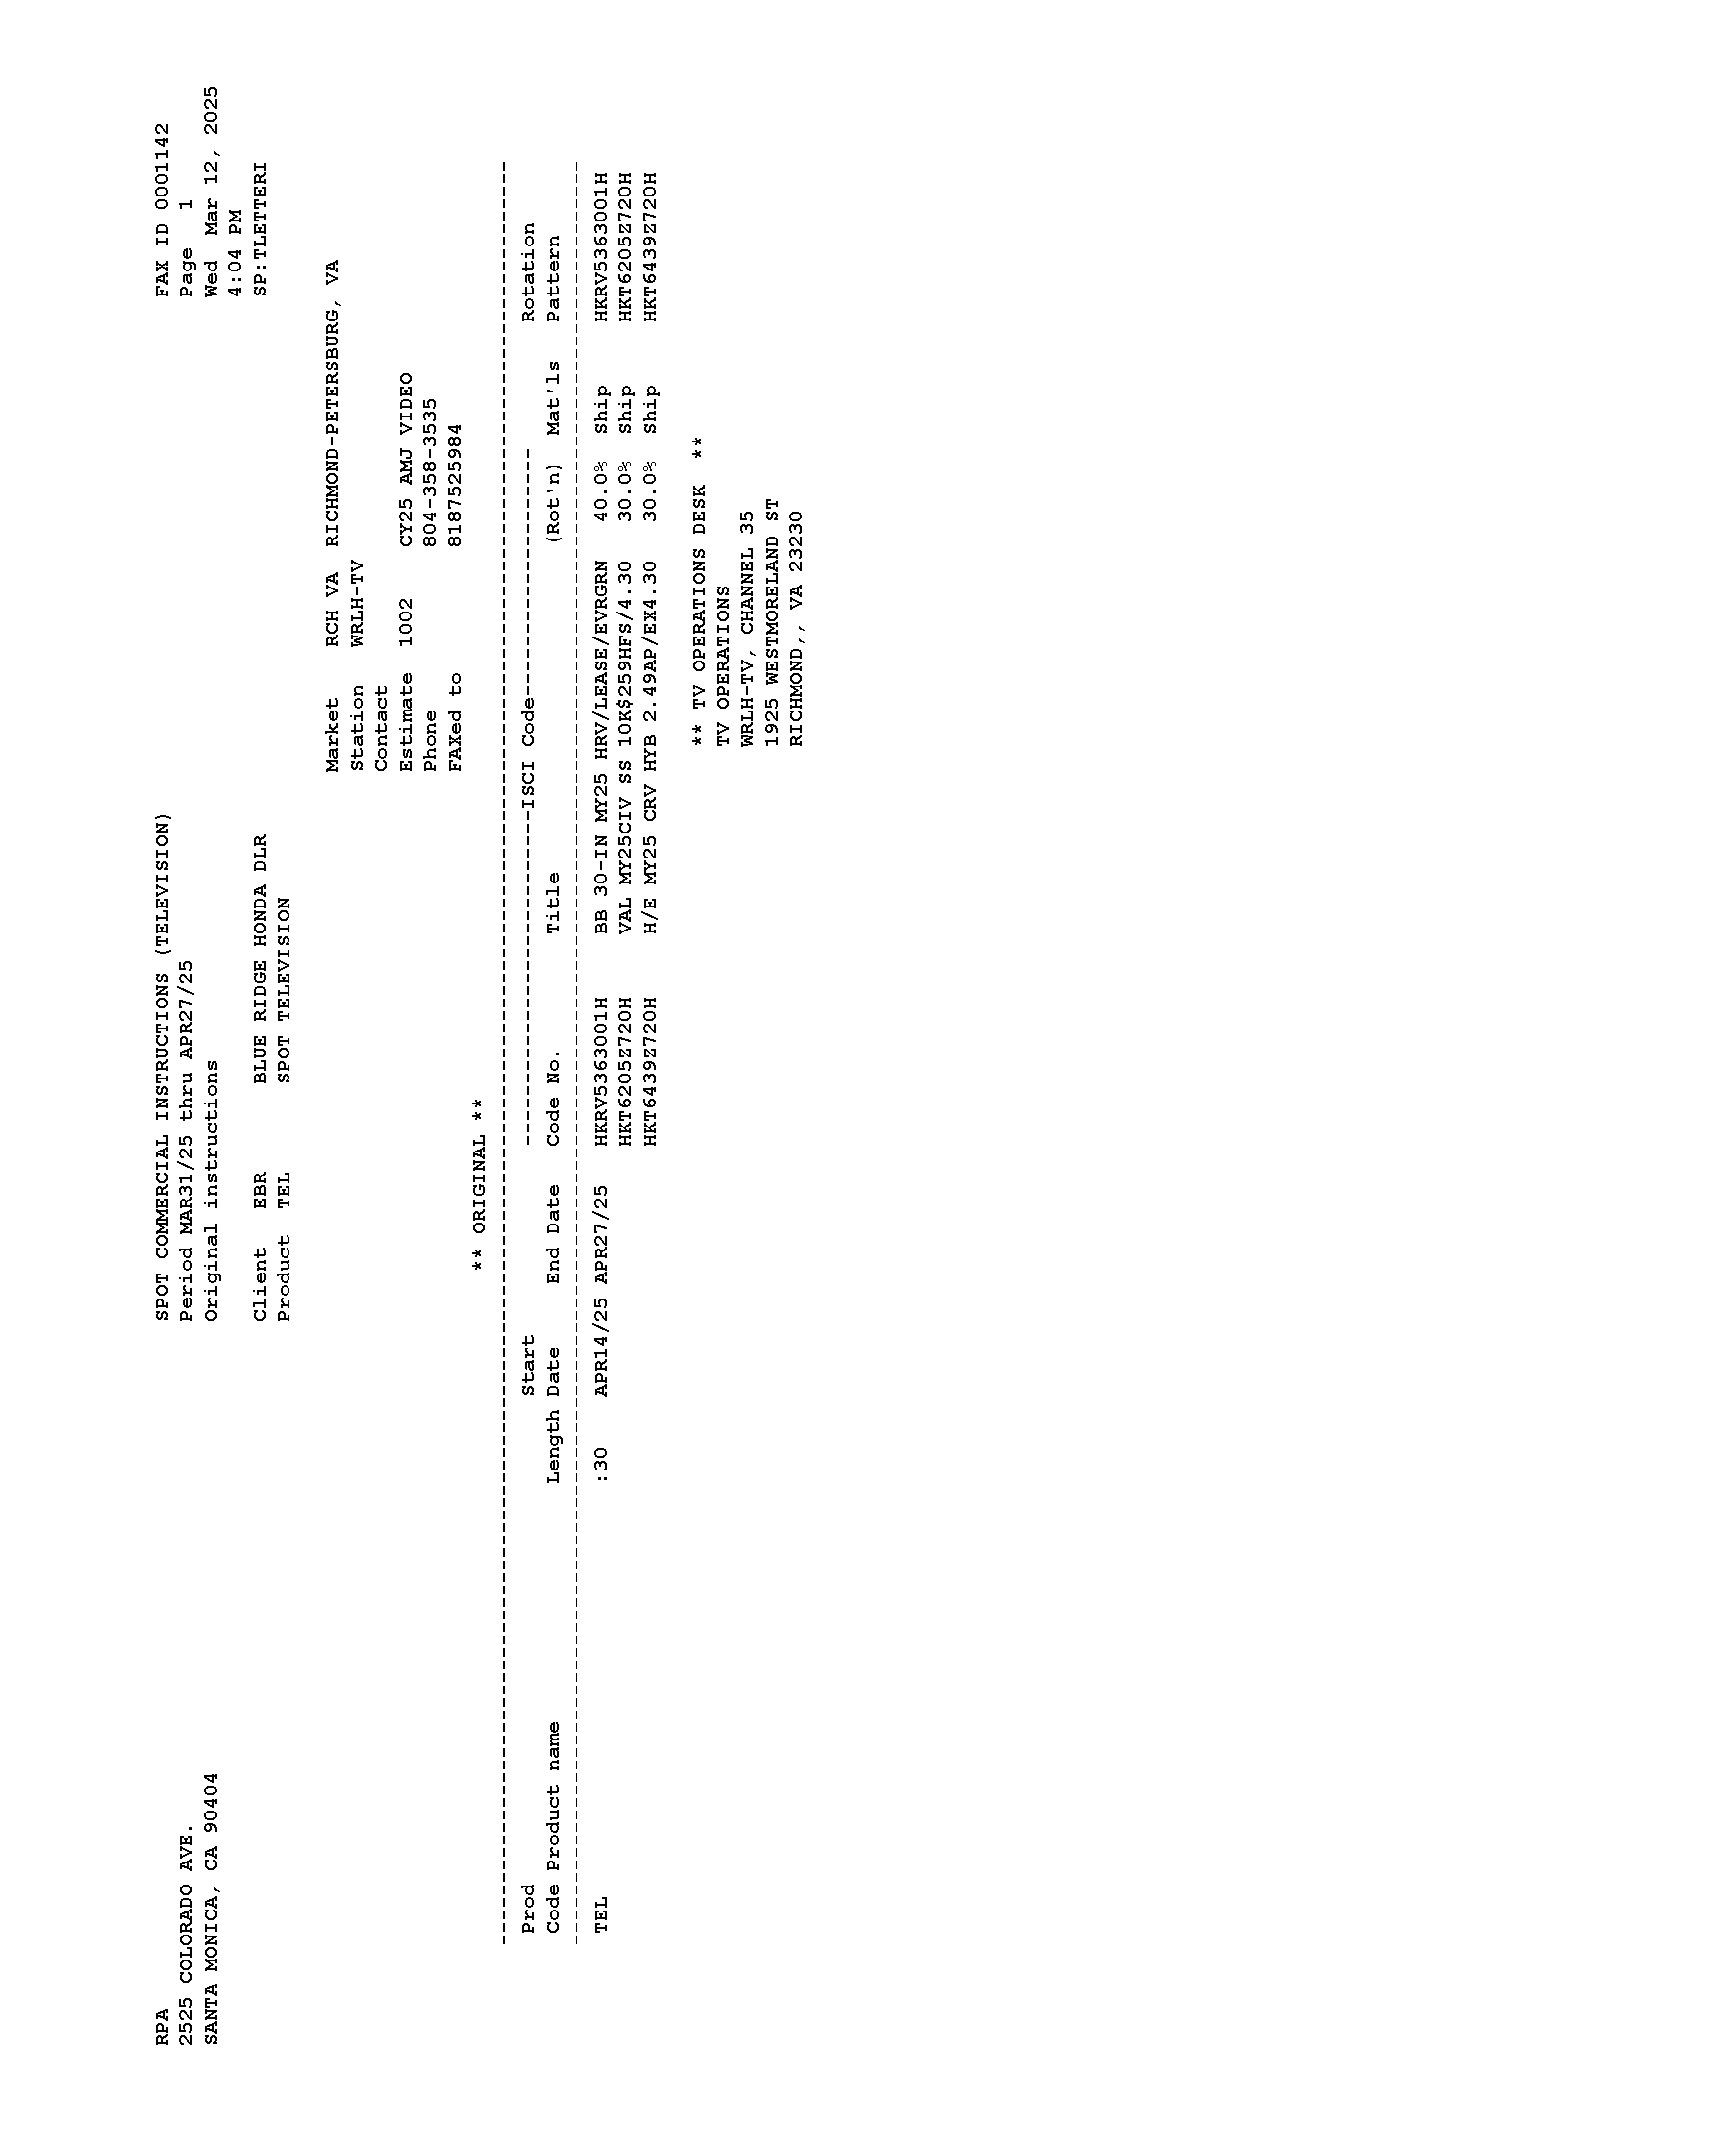 RPA SPOT COMMERCIAL INSTRUCTIONS (TELEVISION) FAX ID 0001142
2525 COLORADO AVE. Period MAR31/25 thru APR27/25 Page 1
SANTA MONICA, CA 90404 Original instructions Wed Mar 12, 2025
4:04 PM
Client EBR BLUE RIDGE HONDA DLR SP:TLETTERI
Product TEL SPOT TELEVISION
Market RCH VA RICHMOND-PETERSBURG, VA
Station WRLH-TV
Contact
Estimate 1002 CY25 AMJ VIDEO
Phone 804-358-3535
FAXed to 8187525984
** ORIGINAL **
Prod Start ---------------------------ISCI Code-------------------- Rotation
Code Product name Length Date End Date Code No. Title (Rot'n) Mat'ls Pattern
TEL :30 APR14/25 APR27/25 HKRV5363001H BB 30-IN MY25 HRV/LEASE/EVRGRN 40.0% Ship HKRV5363001H
HKT6205Z720H VAL MY25CIV SS 10K$259HFS/4.30 30.0% Ship HKT6205Z720H
HKT6439Z720H H/E MY25 CRV HYB 2.49AP/EX4.30 30.0% Ship HKT6439Z720H
** TV OPERATIONS DESK **
TV OPERATIONS
WRLH-TV, CHANNEL 35
1925 WESTMORELAND ST
RICHMOND,, VA 23230